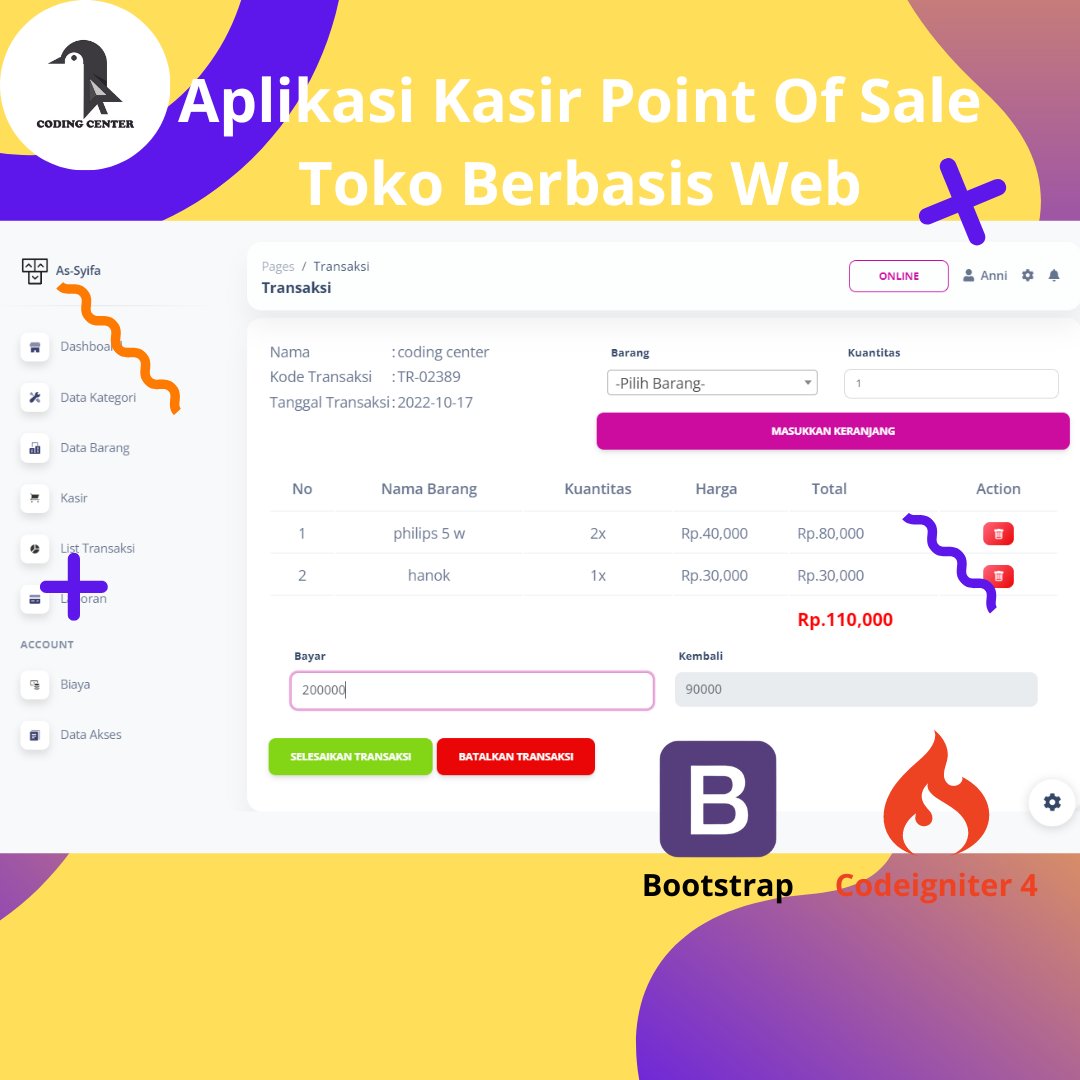 CODING CENTER
Aplikasi Kasir Point Of Sale
Toko Berbasis Web
As-Syifa
Dashboa
Data Kategori
Data Barang
Kasir
List Transaksi
Laporan
ACCOUNT
Biaya
Data Akses
Pages / Transaksi
Transaksi
ONLINE
Anni
Nama : coding center
Kode Transaksi : TR-02389
Tanggal Transaksi : 2022-10-17
Barang Kuantitas
-Pilih Barang- 1
MASUKKAN KERANJANG
No Nama Barang Kuantitas Harga Total Action
1 philips 5 w 2x Rp.40,000 Rp.80,000
2 hanok 1x Rp.30,000 Rp.30,000
Rp.110,000
Bayar Kembali
200000 90000
SELESAIKAN TRANSAKSI BATALKAN TRANSAKSI
B
Bootstrap Codeigniter 4